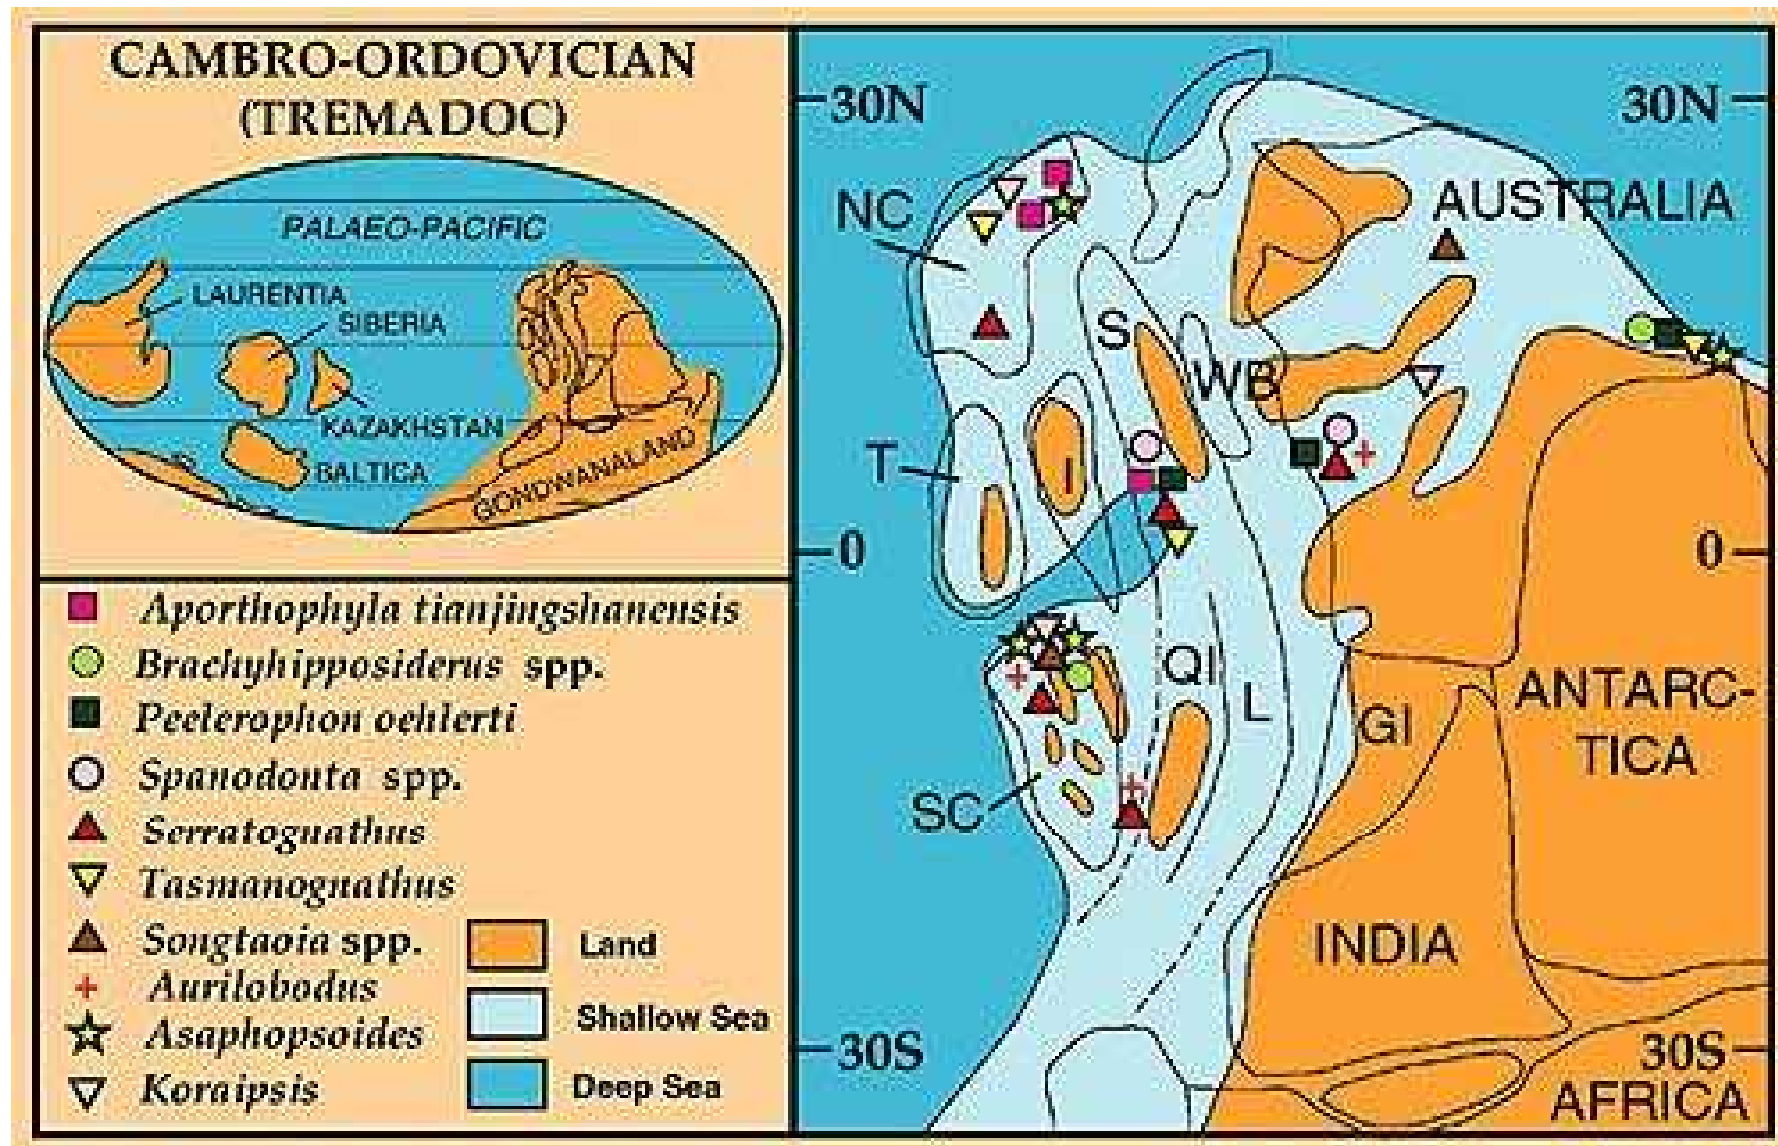 CAMBRO-ORDOVICIAN
(TREMADOC)
PALAEO-PACIFIC
LAURENTIA
SIBERIA
KAZAKHSTAN
BALTICA
GONDWANALAND
Aporthophyla tianjingshanensis
Brachyhipposiderus spp.
Peelerophon oehlerti
Spanodonta spp.
Serratognathus
Tasmanognathus
Songtaoia spp.
Aurilobodus
Asaphopsoides
Koraipsis
Land
Shallow Sea
Deep Sea
30N
30N
NC
AUSTRALIA
S
WB
T
I
0
0
QI
L
GI
ANTARC-
TICA
SC
INDIA
30S
30S
AFRICA